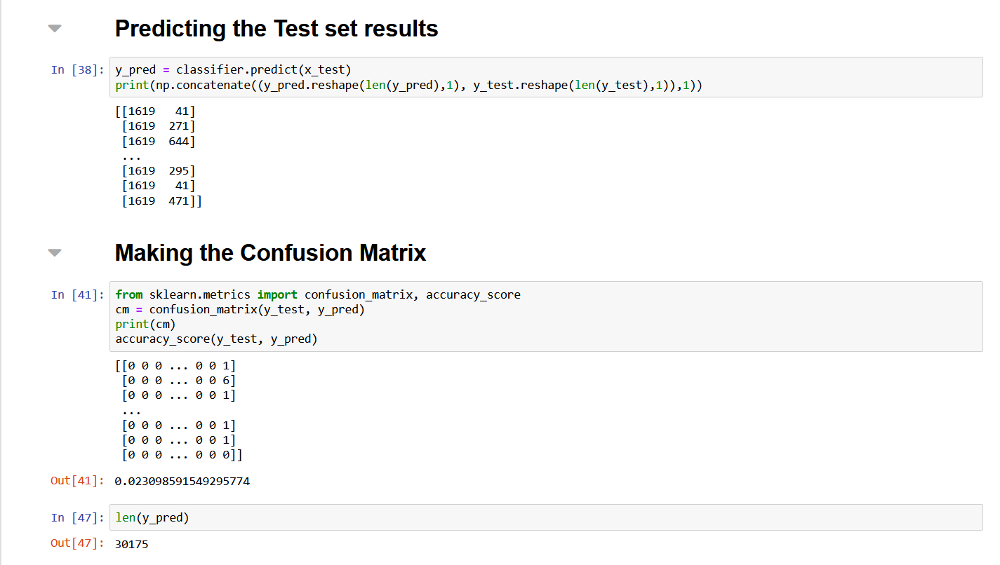 Predicting the Test set results
In [38]: y_pred = classifier.predict(x_test)
print(np.concatenate((y_pred.reshape(len(y_pred),1), y_test.reshape(len(y_test),1)),1))
[[1619   41]
 [1619  271]
 [1619  644]
 ...
 [1619  295]
 [1619   41]
 [1619  471]]
Making the Confusion Matrix
In [41]: from sklearn.metrics import confusion_matrix, accuracy_score
cm = confusion_matrix(y_test, y_pred)
print(cm)
accuracy_score(y_test, y_pred)
[[0 0 0 ... 0 0 1]
 [0 0 0 ... 0 0 6]
 [0 0 0 ... 0 0 1]
 ...
 [0 0 0 ... 0 0 1]
 [0 0 0 ... 0 0 1]
 [0 0 0 ... 0 0 0]]
Out[41]: 0.023098591549295774
In [47]: len(y_pred)
Out[47]: 30175